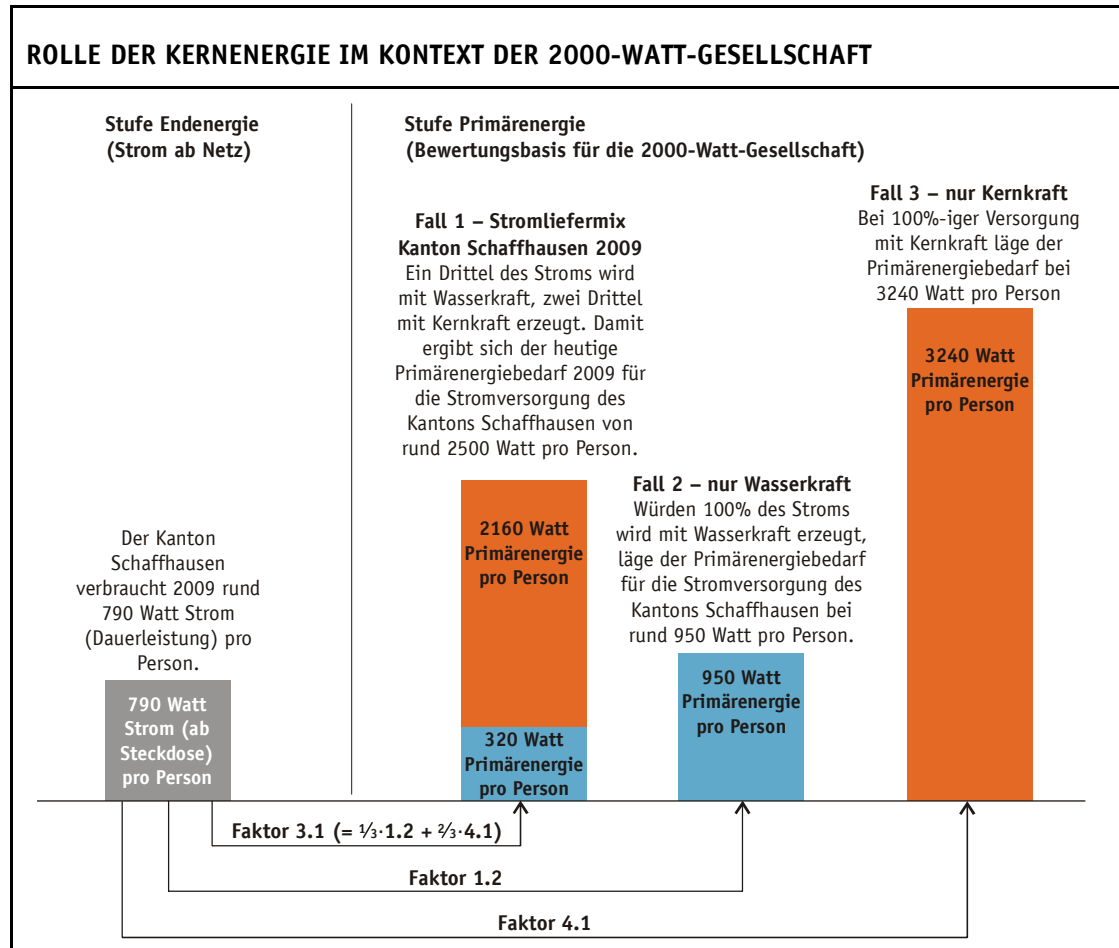 ROLLE DER KERNENERGIE IM KONTEXT DER 2000-WATT-GESELLSCHAFT
Stufe Endenergie
(Strom ab Netz)
Stufe Primärenergie
(Bewertungsbasis für die 2000-Watt-Gesellschaft)
Der Kanton
Schaffhausen
verbraucht 2009 rund
790 Watt Strom
(Dauerleistung) pro
Person.
790 Watt
Strom (ab
Steckdose)
pro Person
Fall 1 – Stromliefermix
Kanton Schaffhausen 2009
Ein Drittel des Stroms wird
mit Wasserkraft, zwei Drittel
mit Kernkraft erzeugt. Damit
ergibt sich der heutige
Primärenergiebedarf 2009 für
die Stromversorgung des
Kantons Schaffhausen von
rund 2500 Watt pro Person.
2160 Watt
Primärenergie
pro Person
320 Watt
Primärenergie
pro Person
Fall 2 – nur Wasserkraft
Würden 100% des Stroms
wird mit Wasserkraft erzeugt,
läge der Primärenergiebedarf
für die Stromversorgung des
Kantons Schaffhausen bei
rund 950 Watt pro Person.
950 Watt
Primärenergie
pro Person
Fall 3 – nur Kernkraft
Bei 100%-iger Versorgung
mit Kernkraft läge der
Primärenergiebedarf bei
3240 Watt pro Person
3240 Watt
Primärenergie
pro Person
Faktor 3.1 (= ⅓·1.2 + ⅔·4.1)
Faktor 1.2
Faktor 4.1